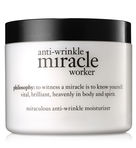 anti-wrinkle
miracle
worker
philosophy: to witness a miracle is to know yourself
vital, brilliant, heavenly in body and spirit.
miraculous anti-wrinkle moisturizer